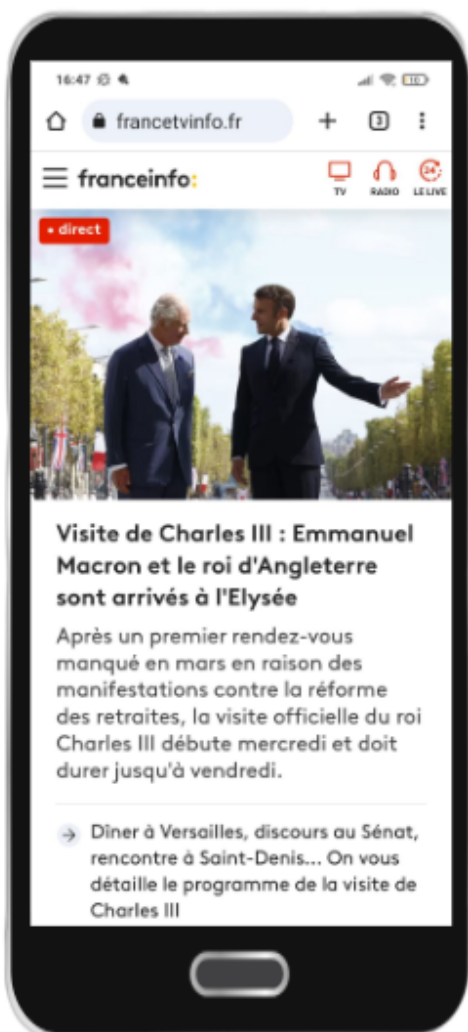 16:47
10
francetvinfo.fr
3
franceinfo:
TV
RADIO
24
LE LIVE
• direct
Visite de Charles III : Emmanuel
Macron et le roi d'Angleterre
sont arrivés à l'Elysée
Après un premier rendez-vous
manqué en mars en raison des
manifestations contre la réforme
des retraites, la visite officielle du roi
Charles III débute mercredi et doit
durer jusqu'à vendredi.
Dîner à Versailles, discours au Sénat,
rencontre à Saint-Denis... On vous
détaille le programme de la visite de
Charles III